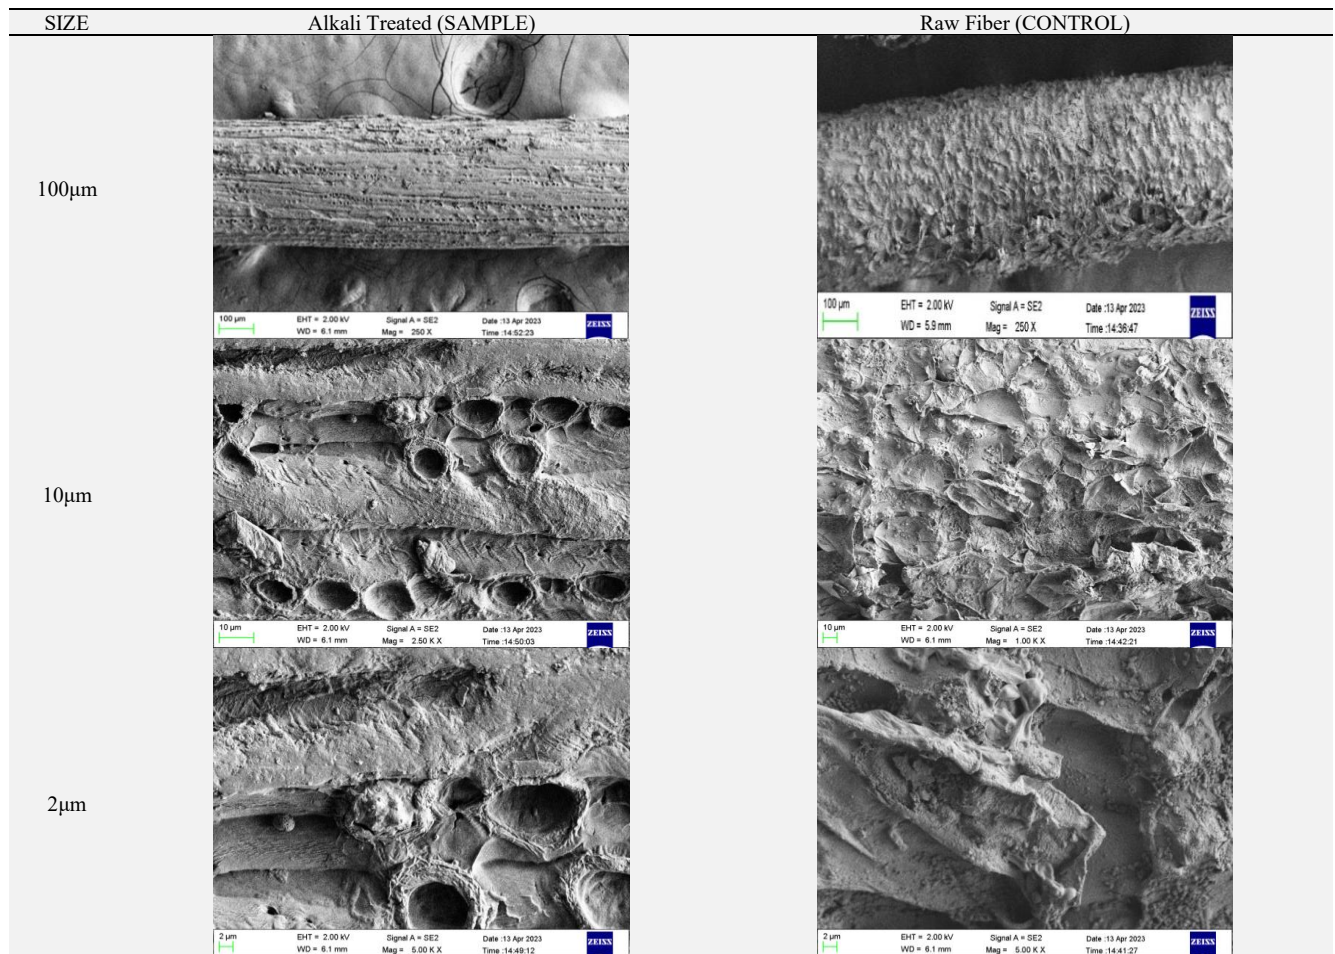 SIZE Alkali Treated (SAMPLE) Raw Fiber (CONTROL)
100μm
100 µm EHT = 2.00 kV Signal A = SE2 Date :13 Apr 2023 ZEISS
WD = 6.1 mm Mag = 250 X Time :14:52:23
100 µm EHT = 2.00 kV Signal A = SE2 Date :13 Apr 2023 ZEISS
WD = 5.9 mm Mag = 250 X Time :14:36:47
10μm
10 µm EHT = 2.00 kV Signal A = SE2 Date :13 Apr 2023 ZEISS
WD = 6.1 mm Mag = 2.50 K X Time :14:50:03
10 µm EHT = 2.00 kV Signal A = SE2 Date :13 Apr 2023 ZEISS
WD = 6.1 mm Mag = 1.00 K X Time :14:42:21
2μm
2 µm EHT = 2.00 kV Signal A = SE2 Date :13 Apr 2023 ZEISS
WD = 6.1 mm Mag = 5.00 K X Time :14:49:12
2 µm EHT = 2.00 kV Signal A = SE2 Date :13 Apr 2023 ZEISS
WD = 6.1 mm Mag = 5.00 K X Time :14:41:27